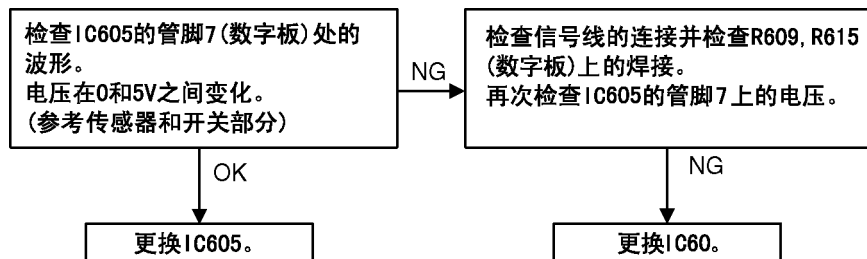 检查IC605的管脚7(数字板)处的
波形。
电压在0和5V之间变化。
(参考传感器和开关部分)
NG
检查信号线的连接并检查R609,R615
(数字板)上的焊接。
再次检查IC605的管脚7上的电压。
OK
NG
更换IC605。
更换IC60。